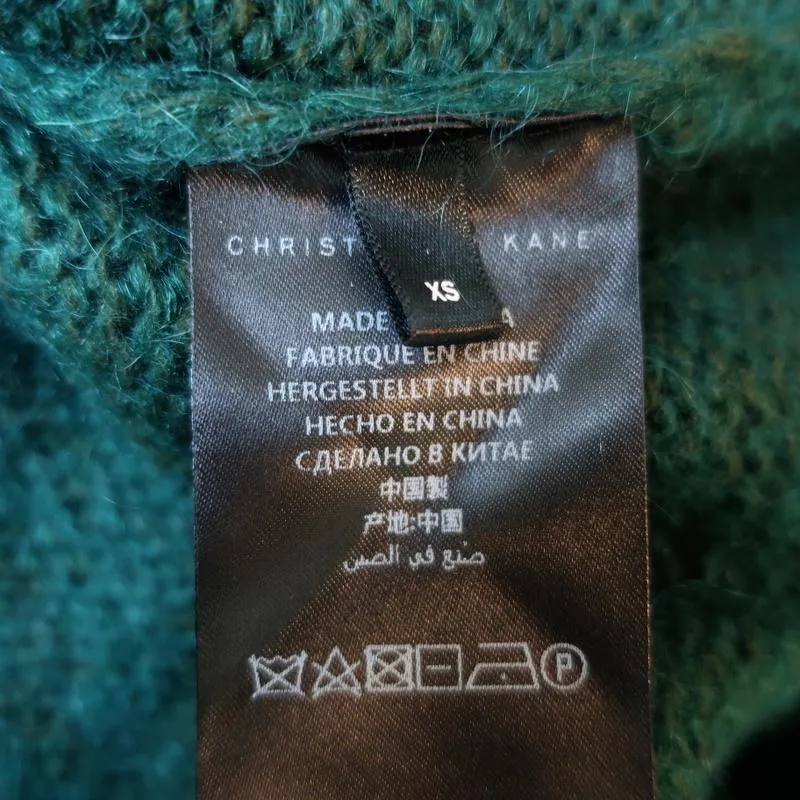 CHRIST KANE
XS
MADE A
FABRIQUE EN CHINE
HERGESTELLT IN CHINA
HECHO EN CHINA
СДЕЛАНО В КИТАЕ
中国製
产地:中国
صنع في الصين
P